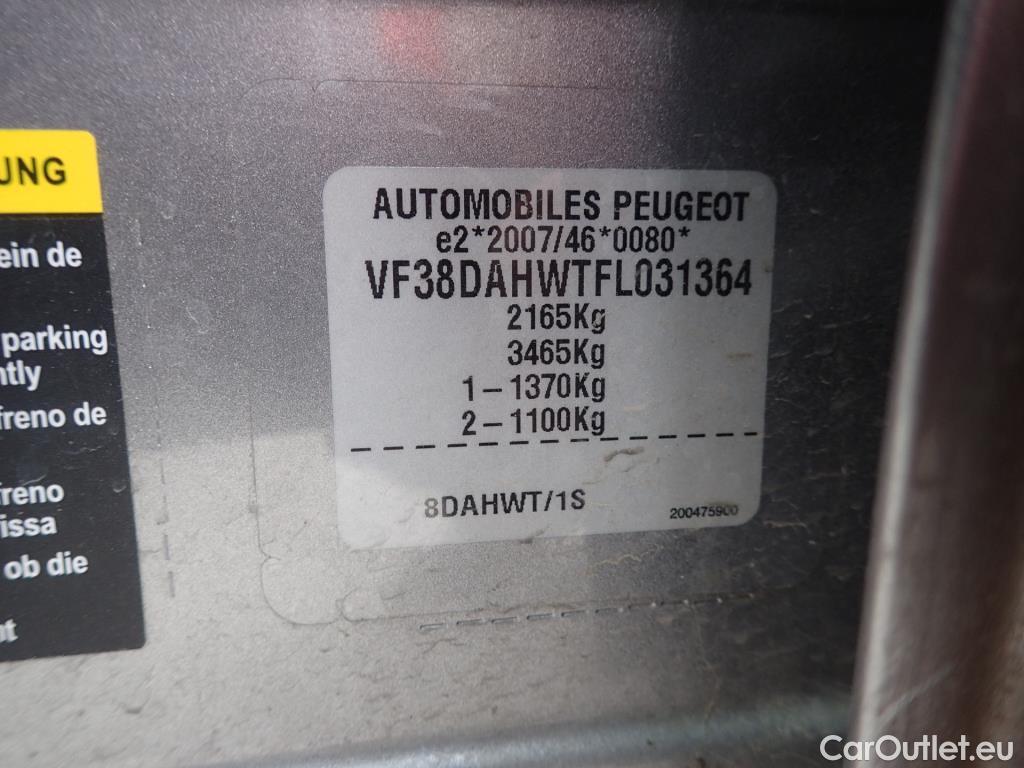 UNG
ein de
parking
ntly
freno de
freno
issa
ob die
AUTOMOBILES PEUGEOT
e2*2007/46*0080*
VF38DAHWTFL031364
2165Kg
3465Kg
1-1370Kg
2-1100Kg
8DAHWT/1S
200475900
CarOutlet.eu